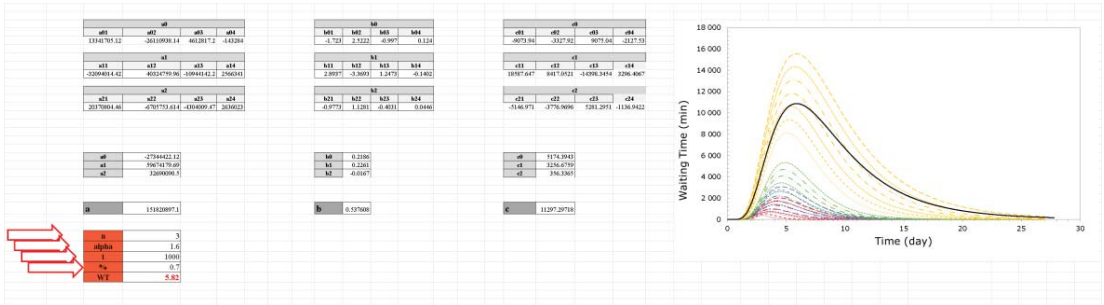 a0 b0 c0
a01 a02 a03 a04 b01 b02 b03 b04 c01 c02 c03 c04
13341705.12 -26110938.14 4612817.2 -143284 -1.723 2.5222 -0.997 0.124 -9073.94 -3327.92 9075.04 -2127.53
a1 b1 c1
a11 a12 a13 a14 b11 b12 b13 b14 c11 c12 c13 c14
-32094014.42 40324759.96 -10944142.2 2566341 2.8937 -3.3693 1.2473 -0.1402 18587.647 8417.0521 -14398.3454 3206.4067
a2 b2 c2
a21 a22 a23 a24 b21 b22 b23 b24 c21 c22 c23 c24
20370804.46 -6705753.614 -4304009.47 2636023 -0.9773 1.1281 -0.4031 0.0446 -5146.971 -3776.9696 5281.2951 -1136.9422
a0 -27344422.12 b0 0.2186 c0 5174.3943
a1 59674179.69 b1 0.2261 c1 3256.6759
a2 32690098.5 b2 -0.0167 c2 356.3365
a 151820897.1 b 0.537608 c 11297.29718
n 3
alpha 1.6
t 1000
% 0.7
WT 5.82
18 000
16 000
14 000
12 000
10 000
8 000
6 000
4 000
2 000
0
Waiting Time (min)
0 5 10 15 20 25 30
Time (day)